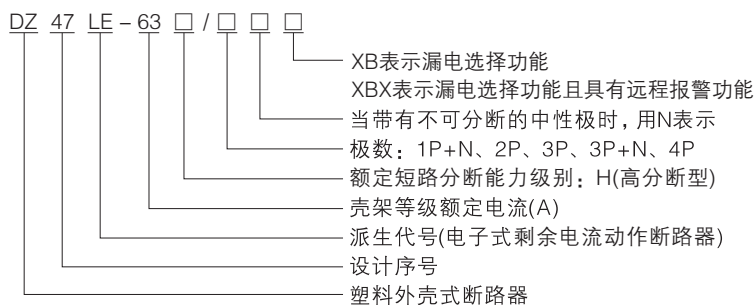 DZ 47 LE-63□/□ □ □
XB表示漏电选择功能
XBX表示漏电选择功能且具有远程报警功能
当带有不可分断的中性极时，用N表示
极数：1P+N、2P、3P、3P+N、4P
额定短路分断能力级别：H(高分断型)
壳架等级额定电流(A)
派生代号(电子式剩余电流动作断路器)
设计序号
塑料外壳式断路器